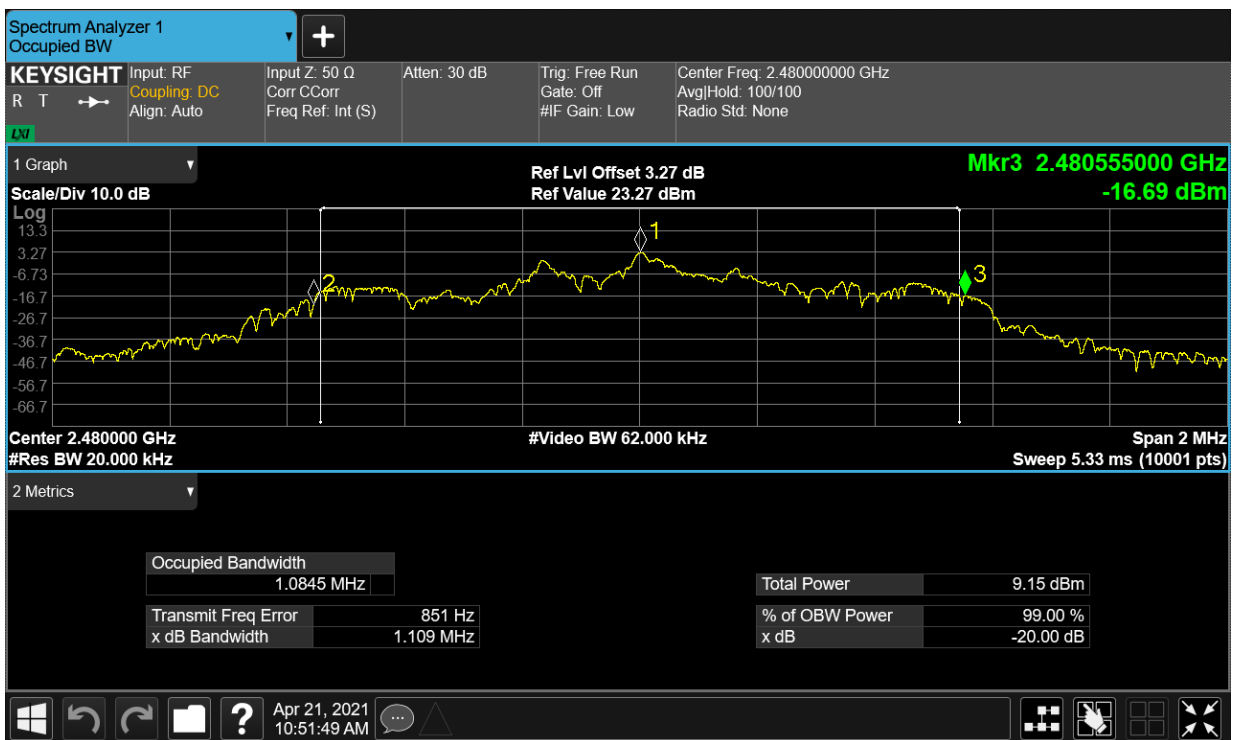 Spectrum Analyzer 1
Occupied BW
KEYSIGHT
R T
LXI
Input: RF
Coupling: DC
Align: Auto
Input Z: 50 Ω
Corr CCorr
Freq Ref: Int (S)
Atten: 30 dB
Trig: Free Run
Gate: Off
#IF Gain: Low
Center Freq: 2.480000000 GHz
Avg|Hold: 100/100
Radio Std: None
1 Graph
Scale/Div 10.0 dB
Ref Lvl Offset 3.27 dB
Ref Value 23.27 dBm
Mkr3 2.480555000 GHz
-16.69 dBm
Log
13.3
3.27
-6.73
-16.7
-26.7
-36.7
-46.7
-56.7
-66.7
1
2
3
Center 2.480000 GHz
#Res BW 20.000 kHz
#Video BW 62.000 kHz
Span 2 MHz
Sweep 5.33 ms (10001 pts)
2 Metrics
Occupied Bandwidth
1.0845 MHz
Transmit Freq Error 851 Hz
x dB Bandwidth 1.109 MHz
Total Power 9.15 dBm
% of OBW Power 99.00 %
x dB -20.00 dB
?
Apr 21, 2021
10:51:49 AM